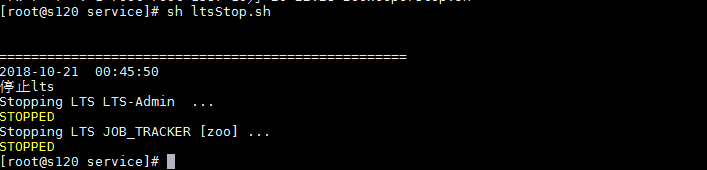 [root@s120 service]# sh ltsStop.sh
==================================================
2018-10-21  00:45:50
停止lts
Stopping LTS LTS-Admin  ...
STOPPED
Stopping LTS JOB_TRACKER [zoo] ...
STOPPED
[root@s120 service]#